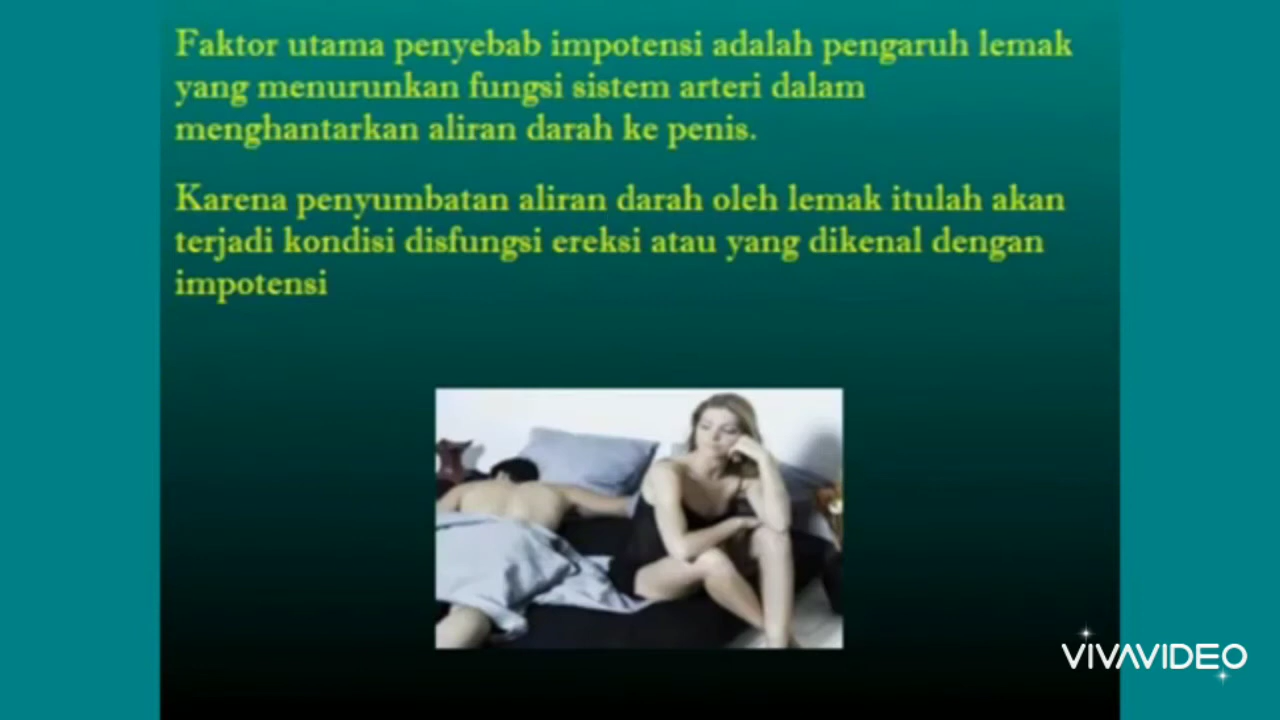 Faktor utama penyebab impotensi adalah pengaruh lemak
yang menurunkan fungsi sistem arteri dalam
menghantarkan aliran darah ke penis.
Karena penyumbatan aliran darah oleh lemak itulah akan
terjadi kondisi disfungsi ereksi atau yang dikenal dengan
impotensi
VIVAVIDEO